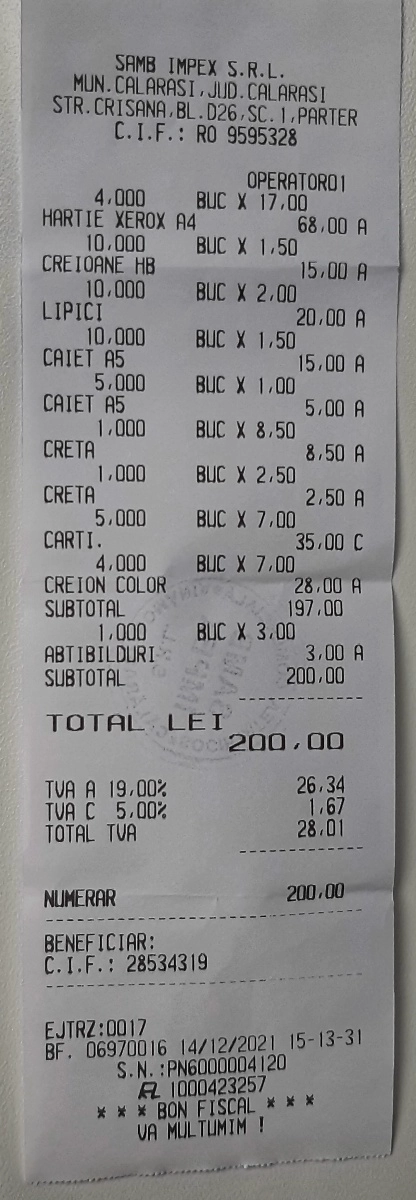 SAMB IMPEX S.R.L.
MUN.CALARASI,JUD.CALARASI
STR.CRISANA,BL.D26,SC.1,PARTER
C.I.F.: RO 9595328
OPERATOR01
4,000 BUC X 17,00
HARTIE XEROX A4 68,00 A
10,000 BUC X 1,50
CREIOANE HB 15,00 A
10,000 BUC X 2,00
LIPICI 20,00 A
10,000 BUC X 1,50
CAIET A5 15,00 A
5,000 BUC X 1,00
CAIET A5 5,00 A
1,000 BUC X 8,50
CRETA 8,50 A
1,000 BUC X 2,50
CRETA 2,50 A
5,000 BUC X 7,00
CARTI. 35,00 C
4,000 BUC X 7,00
CREION COLOR 28,00 A
SUBTOTAL 197,00
1,000 BUC X 3,00
ABTIBILDURI 3,00 A
SUBTOTAL 200,00
TOTAL LEI
200,00
TVA A 19,00% 26,34
TVA C 5,00% 1,67
TOTAL TVA 28,01
NUMERAR 200,00
BENEFICIAR:
C.I.F.: 28534319
EJTRZ:0017
BF. 06970016 14/12/2021 15-13-31
S.N.:PN6000004120
1000423257
* * * BON FISCAL * * *
VA MULTUMIM !